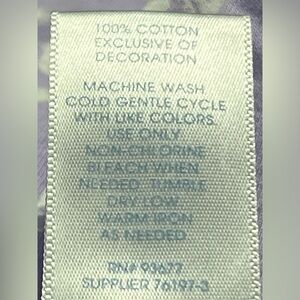 100% COTTON
EXCLUSIVE OF
DECORATION
MACHINE WASH
COLD GENTLE CYCLE
WITH LIKE COLORS.
USE ONLY
NON-CHLORINE
BLEACH WHEN
NEEDED. TUMBLE
DRY LOW.
WARM IRON
AS NEEDED.
RN# 93677
SUPPLIER 76197-3